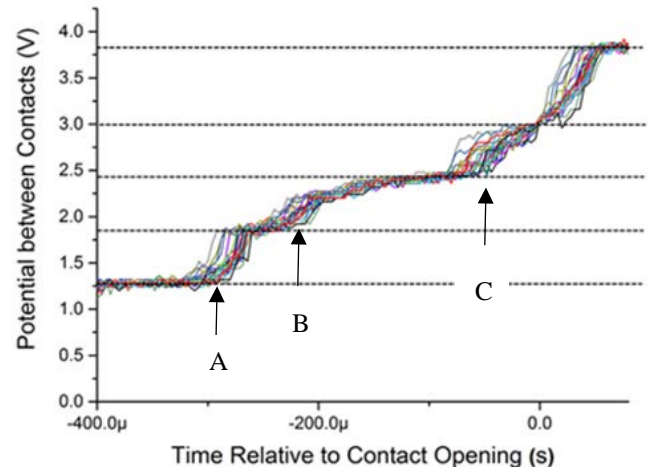 Potential between Contacts (V)
4.0
3.5
3.0
2.5
2.0
1.5
1.0
0.5
0.0
A
B
C
-400.0μ
-200.0μ
0.0
Time Relative to Contact Opening (s)